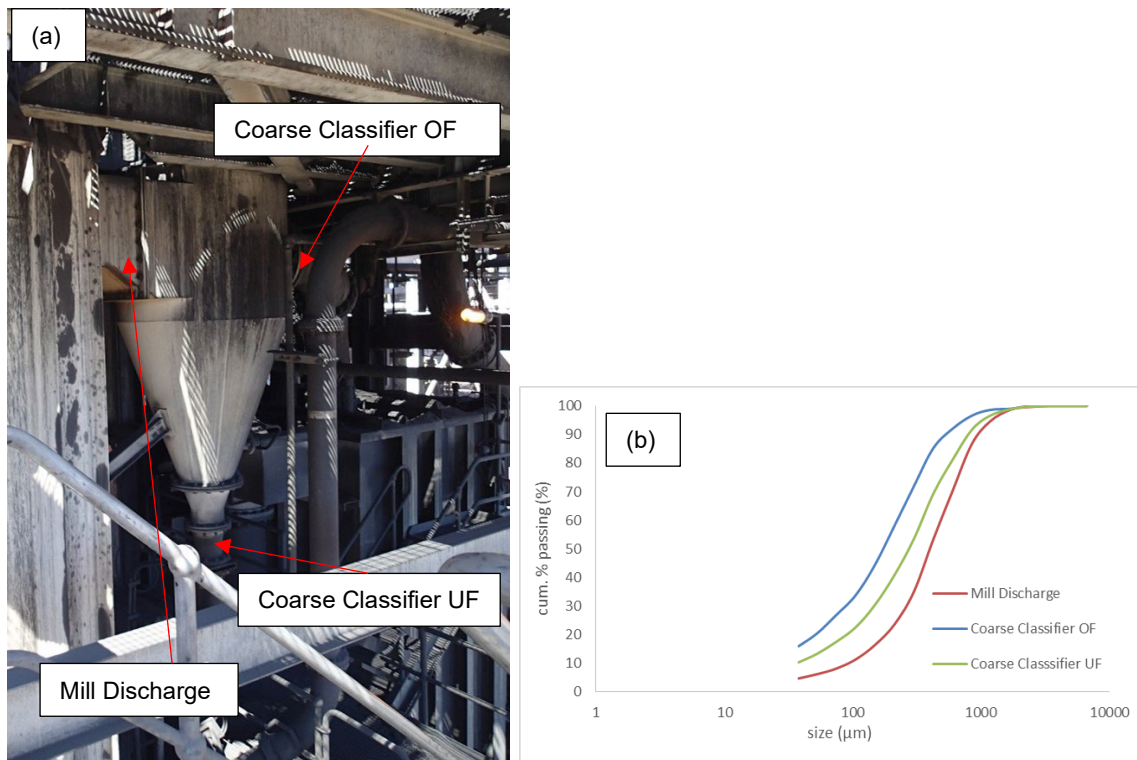 (a)
Coarse Classifier OF
Coarse Classifier UF
Mill Discharge
(b)
cum. % passing (%)
100
90
80
70
60
50
40
30
20
10
0
1
10
100
1000
10000
size (µm)
Mill Discharge
Coarse Classifier OF
Coarse Classsifier UF